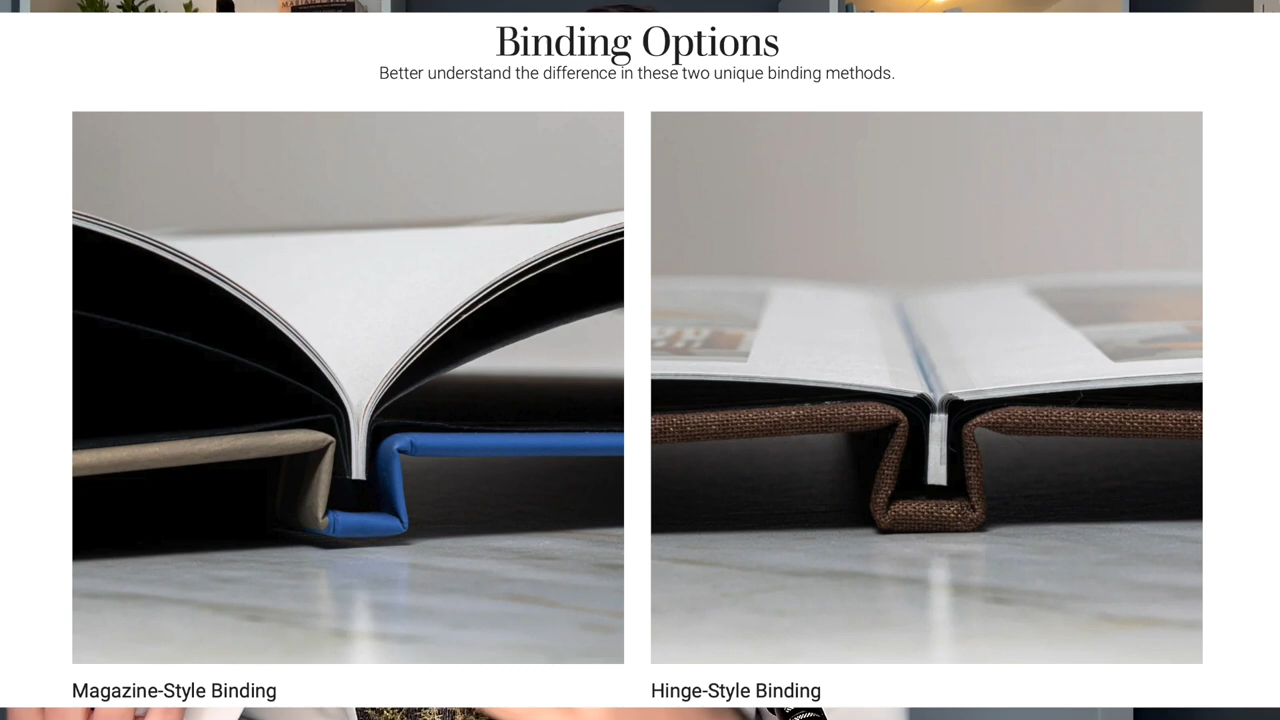 Binding Options
Better understand the difference in these two unique binding methods.
Magazine-Style Binding
Hinge-Style Binding